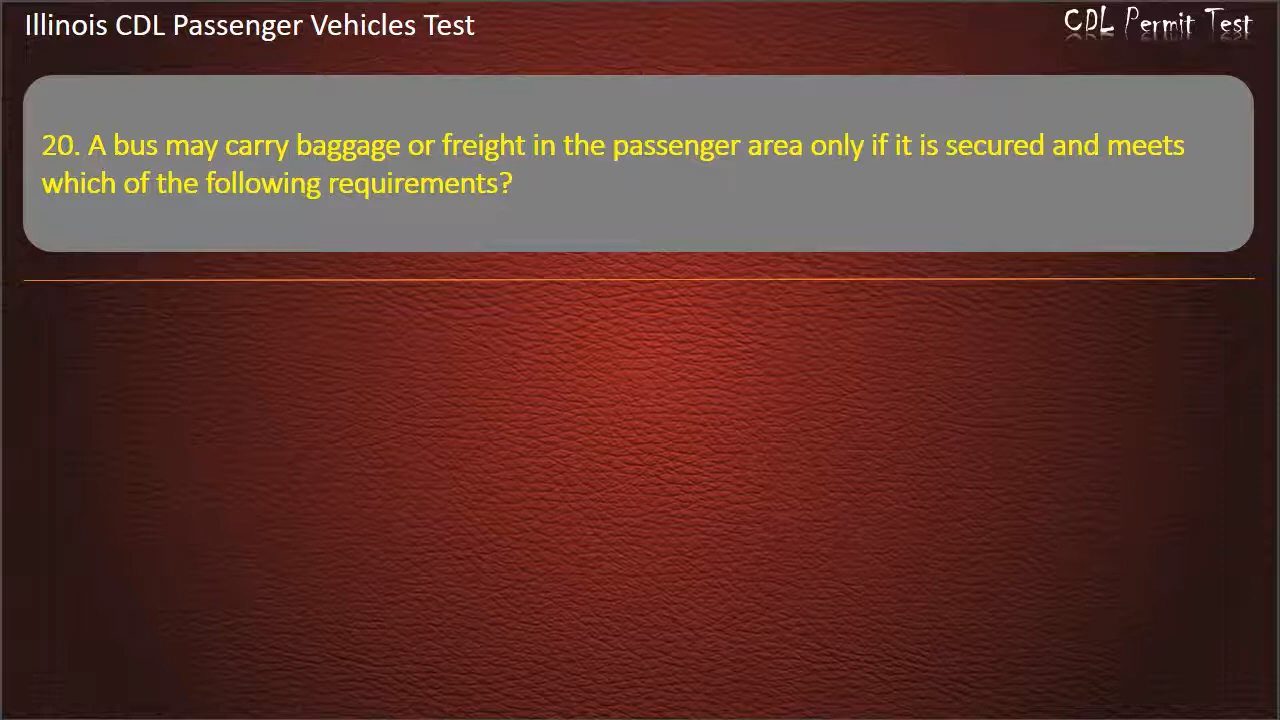 Illinois CDL Passenger Vehicles Test
CDL Permit Test
20. A bus may carry baggage or freight in the passenger area only if it is secured and meets
which of the following requirements?